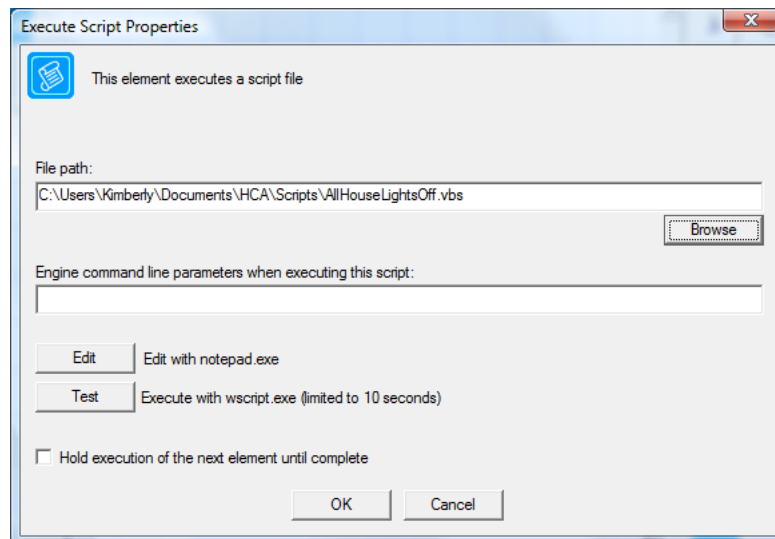 Execute Script Properties
This element executes a script file
File path:
C:\Users\Kimberly\Documents\HCA\Scripts\AllHouseLightsOff.vbs
Browse
Engine command line parameters when executing this script:
Edit Edit with notepad.exe
Test Execute with wscript.exe (limited to 10 seconds)
Hold execution of the next element until complete
OK Cancel